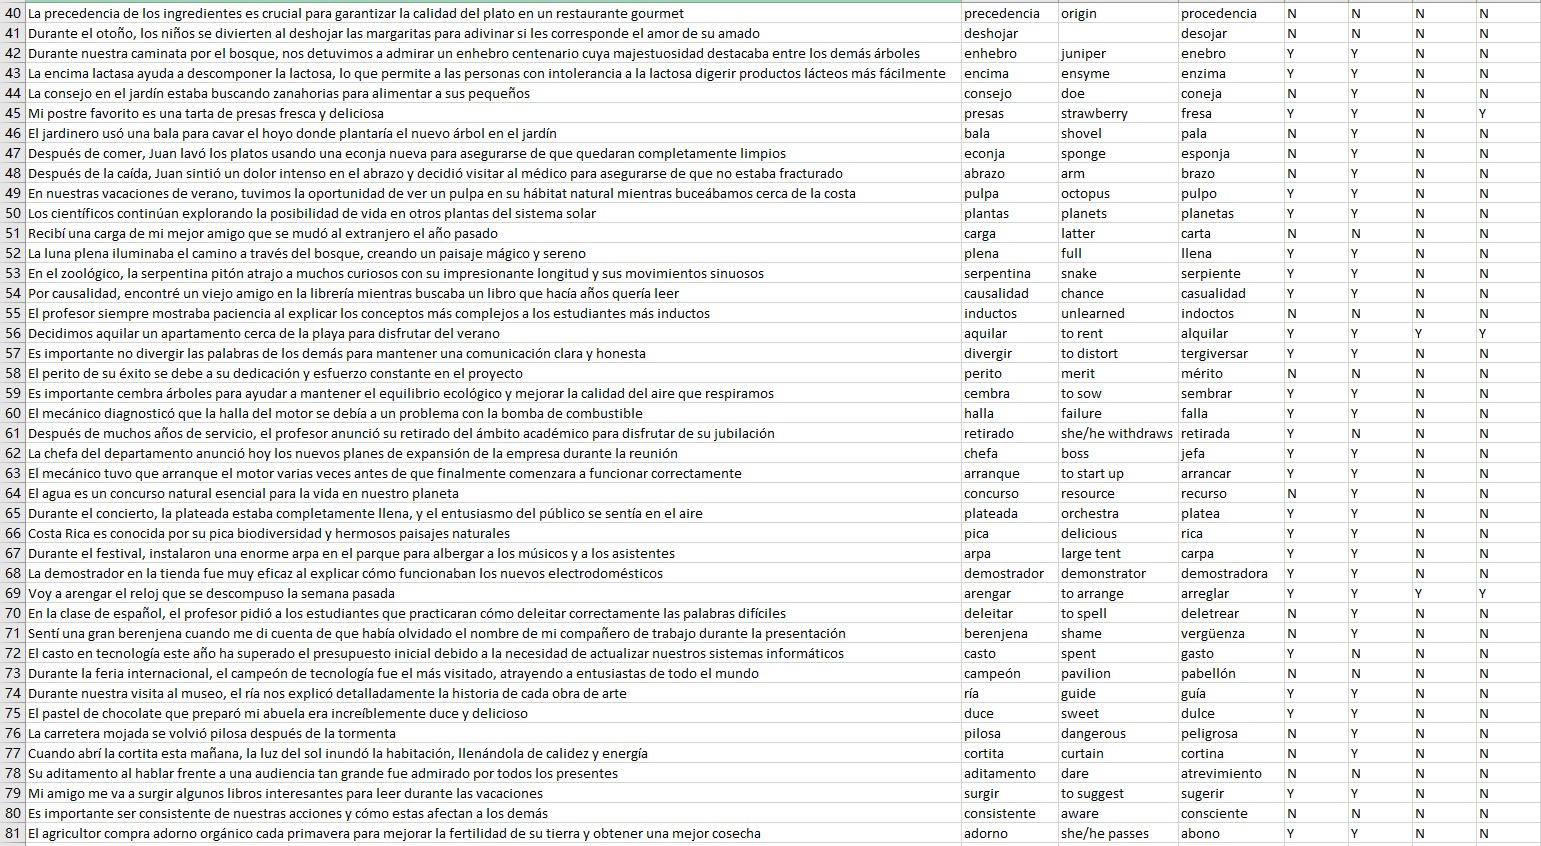 40 La precedencia de los ingredientes es crucial para garantizar la calidad del plato en un restaurante gourmet precedencia origin procedencia N N N N
41 Durante el otoño, los niños se divierten al deshojar las margaritas para adivinar si les corresponde el amor de su amado deshojar desojar N N N N
42 Durante nuestra caminata por el bosque, nos detuvimos a admirar un enhebro centenario cuya majestuosidad destacaba entre los demás árboles enhebro juniper enebro Y Y N N
43 La encima lactasa ayuda a descomponer la lactosa, lo que permite a las personas con intolerancia a la lactosa digerir productos lácteos más fácilmente encima ensyme enzima Y Y N N
44 La consejo en el jardín estaba buscando zanahorias para alimentar a sus pequeños consejo doe coneja N Y N N
45 Mi postre favorito es una tarta de presas fresca y deliciosa presas strawberry fresa Y Y N Y
46 El jardinero usó una bala para cavar el hoyo donde plantaría el nuevo árbol en el jardín bala shovel pala N Y N N
47 Después de comer, Juan lavó los platos usando una econja nueva para asegurarse de que quedaran completamente limpios econja sponge esponja N Y N N
48 Después de la caída, Juan sintió un dolor intenso en el abrazo y decidió visitar al médico para asegurarse de que no estaba fracturado abrazo arm brazo N Y N N
49 En nuestras vacaciones de verano, tuvimos la oportunidad de ver un pulpa en su hábitat natural mientras buceábamos cerca de la costa pulpa octopus pulpo Y Y N N
50 Los científicos continúan explorando la posibilidad de vida en otros plantas del sistema solar plantas planets planetas Y Y N N
51 Recibí una carga de mi mejor amigo que se mudó al extranjero el año pasado carga latter carta N N N N
52 La luna plena iluminaba el camino a través del bosque, creando un paisaje mágico y sereno plena full llena Y Y N N
53 En el zoológico, la serpentina pitón atrajo a muchos curiosos con su impresionante longitud y sus movimientos sinuosos serpentina snake serpiente Y Y N N
54 Por causalidad, encontré un viejo amigo en la librería mientras buscaba un libro que hacía años quería leer causalidad chance casualidad Y Y N N
55 El profesor siempre mostraba paciencia al explicar los conceptos más complejos a los estudiantes más inductos inductos unlearned indoctos N N N N
56 Decidimos aquilar un apartamento cerca de la playa para disfrutar del verano aquilar to rent alquilar Y Y Y Y
57 Es importante no divergir las palabras de los demás para mantener una comunicación clara y honesta divergir to distort tergiversar Y Y N N
58 El perito de su éxito se debe a su dedicación y esfuerzo constante en el proyecto perito merit mérito N N N N
59 Es importante cembra árboles para ayudar a mantener el equilibrio ecológico y mejorar la calidad del aire que respiramos cembra to sow sembrar Y Y N N
60 El mecánico diagnosticó que la halla del motor se debía a un problema con la bomba de combustible halla failure falla Y Y N N
61 Después de muchos años de servicio, el profesor anunció su retirado del ámbito académico para disfrutar de su jubilación retirado she/he withdraws retirada Y N N N
62 La chefa del departamento anunció hoy los nuevos planes de expansión de la empresa durante la reunión chefa boss jefa Y Y N N
63 El mecánico tuvo que arranque el motor varias veces antes de que finalmente comenzara a funcionar correctamente arranque to start up arrancar Y Y N N
64 El agua es un concurso natural esencial para la vida en nuestro planeta concurso resource recurso N Y N N
65 Durante el concierto, la plateada estaba completamente llena, y el entusiasmo del público se sentía en el aire plateada orchestra platea Y Y N N
66 Costa Rica es conocida por su pica biodiversidad y hermosos paisajes naturales pica delicious rica Y Y N N
67 Durante el festival, instalaron una enorme arpa en el parque para albergar a los músicos y a los asistentes arpa large tent carpa Y Y N N
68 La demostrador en la tienda fue muy eficaz al explicar cómo funcionaban los nuevos electrodomésticos demostrador demonstrator demostradora Y Y N N
69 Voy a arengar el reloj que se descompuso la semana pasada arengar to arrange arreglar Y Y Y Y
70 En la clase de español, el profesor pidió a los estudiantes que practicaran cómo deleitar correctamente las palabras difíciles deleitar to spell deletrear N Y N N
71 Sentí una gran berenjena cuando me di cuenta de que había olvidado el nombre de mi compañero de trabajo durante la presentación berenjena shame vergüenza N Y N N
72 El casto en tecnología este año ha superado el presupuesto inicial debido a la necesidad de actualizar nuestros sistemas informáticos casto spent gasto Y N N N
73 Durante la feria internacional, el campeón de tecnología fue el más visitado, atrayendo a entusiastas de todo el mundo campeón pavilion pabellón N N N N
74 Durante nuestra visita al museo, el ría nos explicó detalladamente la historia de cada obra de arte ría guide guía Y Y N N
75 El pastel de chocolate que preparó mi abuela era increíblemente duce y delicioso duce sweet dulce Y Y N N
76 La carretera mojada se volvió pilosa después de la tormenta pilosa dangerous peligrosa N Y N N
77 Cuando abrí la cortita esta mañana, la luz del sol inundó la habitación, llenándola de calidez y energía cortita curtain cortina N Y N N
78 Su aditamento al hablar frente a una audiencia tan grande fue admirado por todos los presentes aditamento dare atrevimiento N N N N
79 Mi amigo me va a surgir algunos libros interesantes para leer durante las vacaciones surgir to suggest sugerir Y Y N N
80 Es importante ser consistente de nuestras acciones y cómo estas afectan a los demás consistente aware consciente N N N N
81 El agricultor compra adorno orgánico cada primavera para mejorar la fertilidad de su tierra y obtener una mejor cosecha adorno she/he passes abono Y Y N N